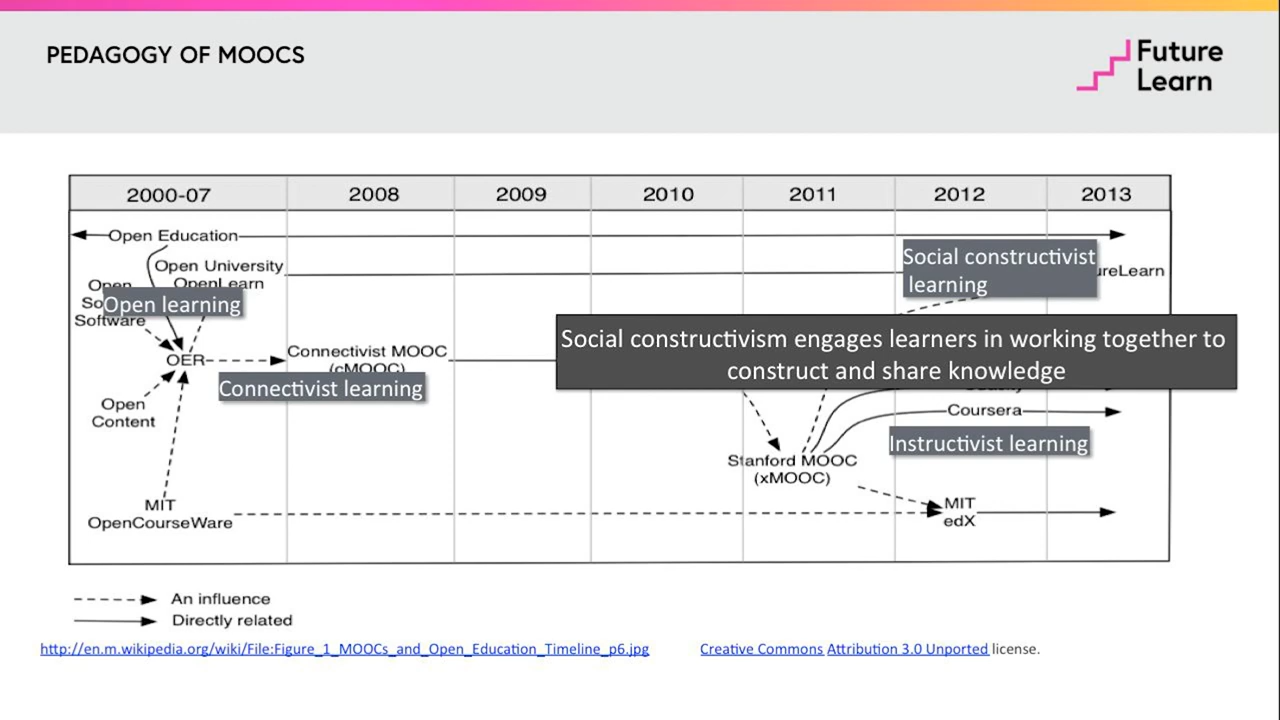 PEDAGOGY OF MOOCS
Future
Learn
2000-07 2008 2009 2010 2011 2012 2013
Open Education
Open University
OpenLearn
Open
Software
Open learning
Social constructivist
learning
ureLearn
Social constructivism engages learners in working together to
construct and share knowledge
OER
Connectivist MOOC
(cMOOC)
Connectivist learning
Open
Content
Coursera
Instructivist learning
Stanford MOOC
(xMOOC)
MIT
OpenCourseWare
MIT
edX
An influence
Directly related
http://en.m.wikipedia.org/wiki/File:Figure_1_MOOCs_and_Open_Education_Timeline_p6.jpg Creative Commons Attribution 3.0 Unported license.